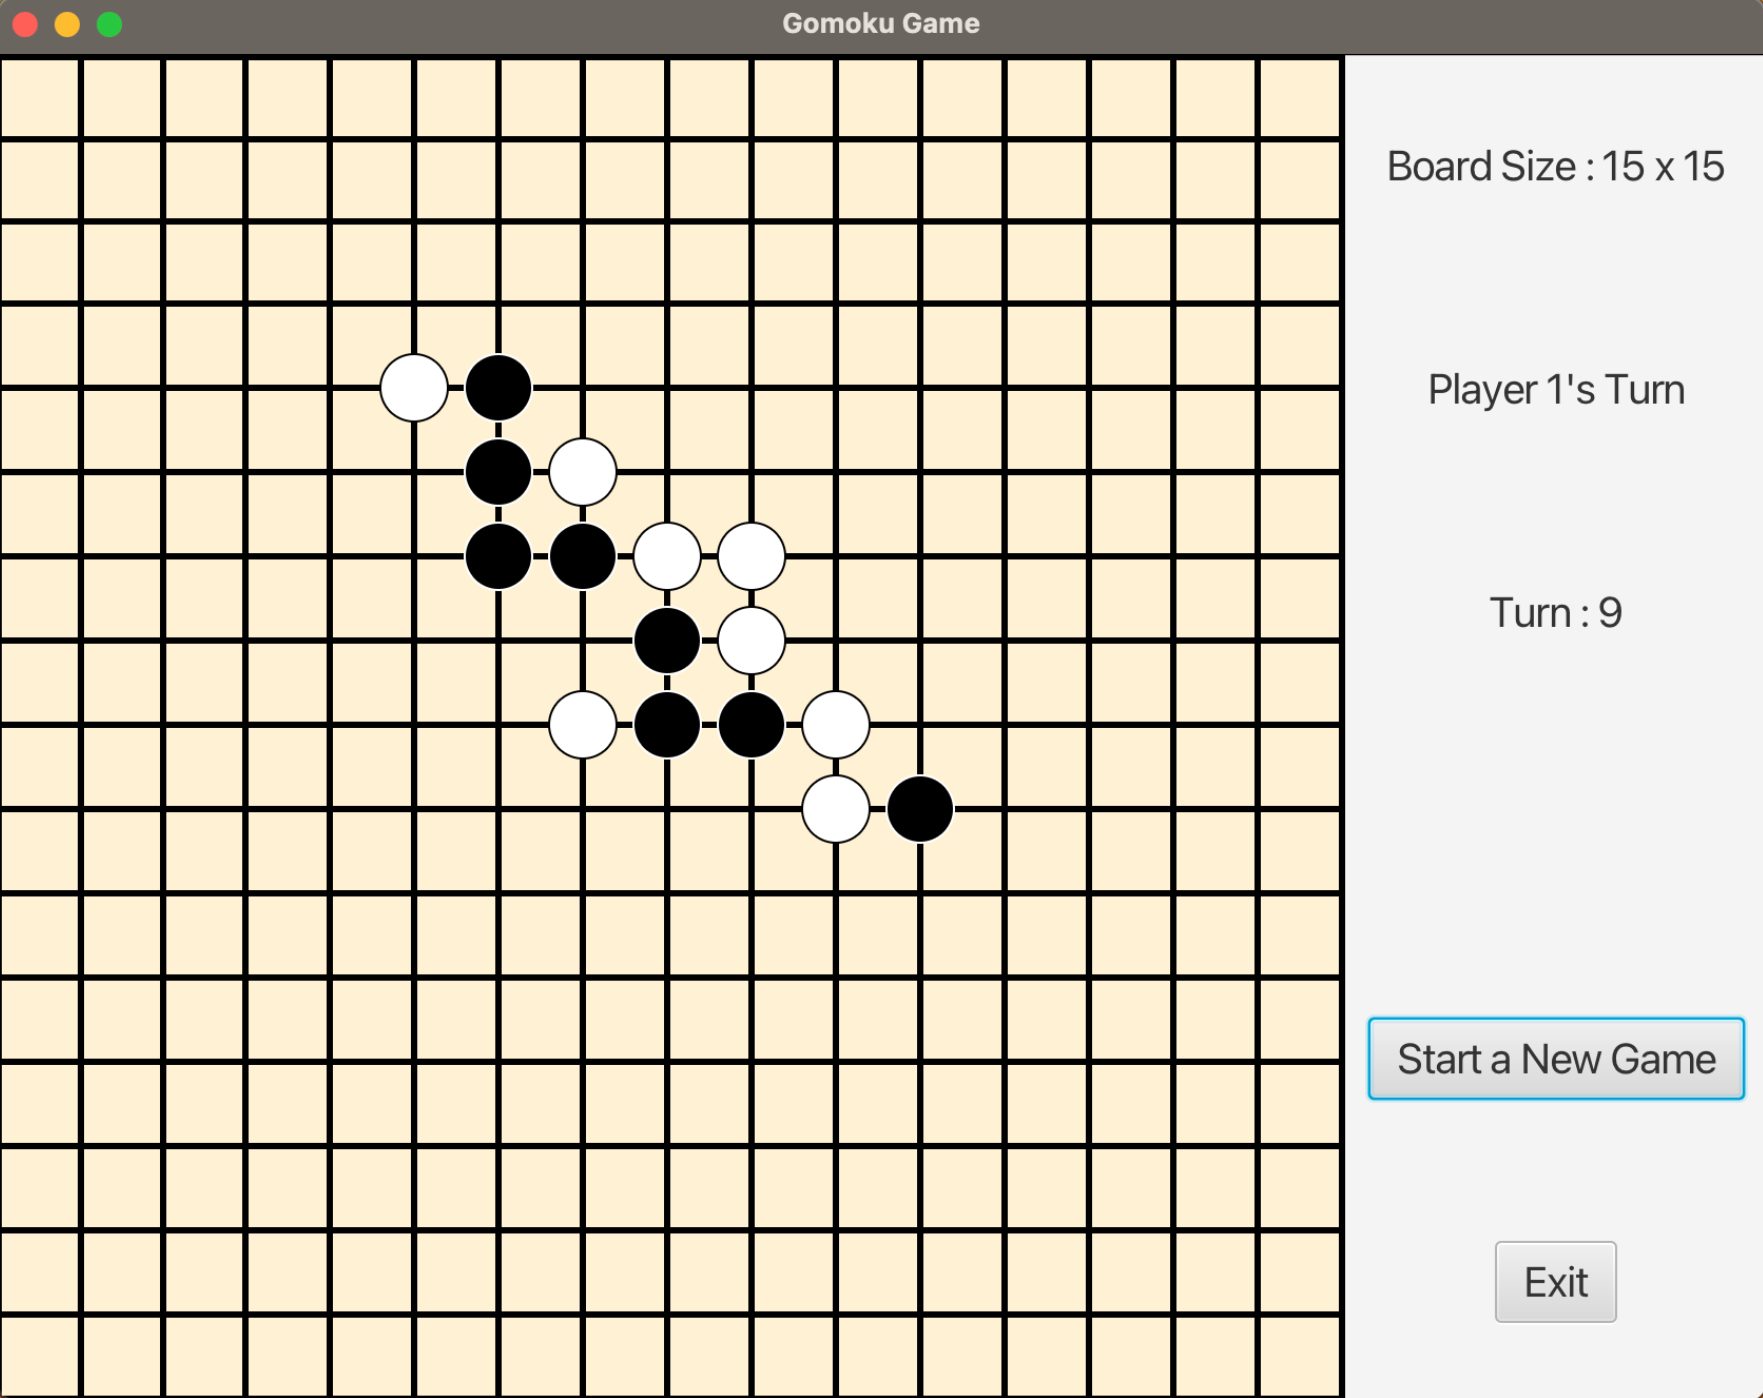 Gomoku Game
Board Size : 15 x 15
Player 1's Turn
Turn : 9
Start a New Game
Exit